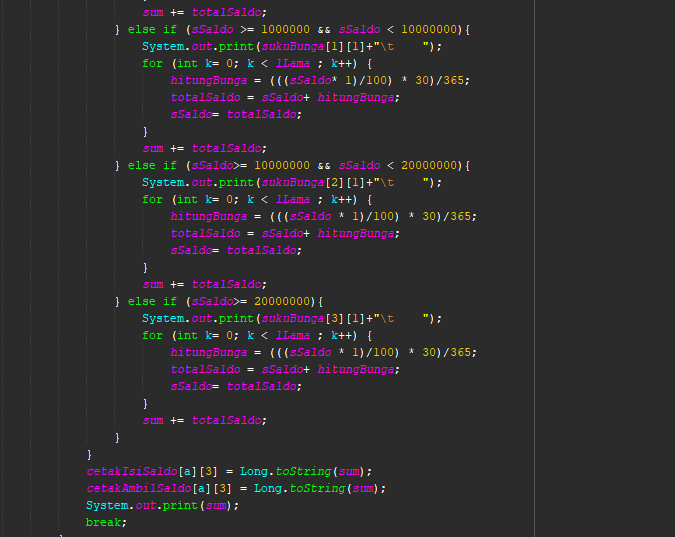 sum += totalSaldo;
} else if (sSaldo >= 1000000 && sSaldo < 10000000){
System.out.print(sukuBunga[1][1]+"\t    ");
for (int k= 0; k < lLama ; k++) {
hitungBunga = (((sSaldo* 1)/100) * 30)/365;
totalSaldo = sSaldo+ hitungBunga;
sSaldo= totalSaldo;
}
sum += totalSaldo;
} else if (sSaldo>= 10000000 && sSaldo < 20000000){
System.out.print(sukuBunga[2][1]+"\t    ");
for (int k= 0; k < lLama ; k++) {
hitungBunga = (((sSaldo * 1)/100) * 30)/365;
totalSaldo = sSaldo+ hitungBunga;
sSaldo= totalSaldo;
}
sum += totalSaldo;
} else if (sSaldo>= 20000000){
System.out.print(sukuBunga[3][1]+"\t    ");
for (int k= 0; k < lLama ; k++) {
hitungBunga = (((sSaldo * 1)/100) * 30)/365;
totalSaldo = sSaldo+ hitungBunga;
sSaldo= totalSaldo;
}
sum += totalSaldo;
}
}
cetakIsiSaldo[a][3] = Long.toString(sum);
cetakAmbilSaldo[a][3] = Long.toString(sum);
System.out.print(sum);
break;